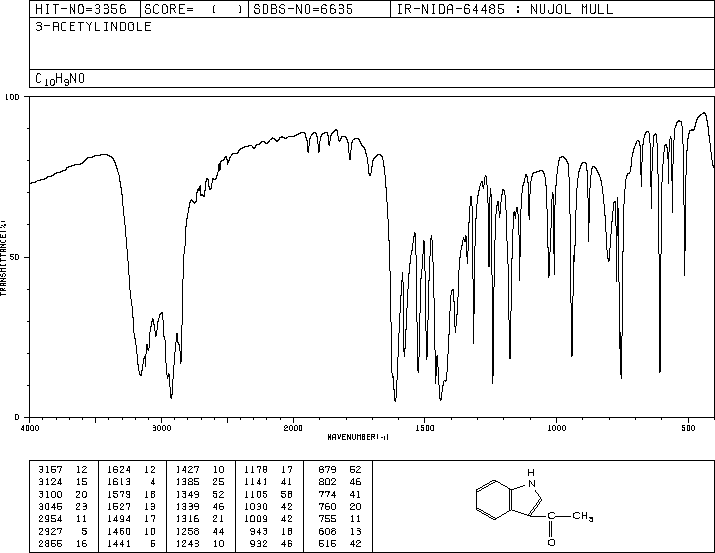 HIT-NO=3356 SCORE= ( ) SDBS-NO=6635 IR-NIDA-64485 : NUJOL MULL
3-ACETYLINDOLE
C10H9NO
100
50
0
TRANSMITTANCE(%)
4000 3000 2000 1500 1000 500
WAVENUMBER(-1)
3157 12 1624 12 1427 10 1178 17 879 52
3124 15 1613 4 1385 25 1141 41 802 46
3100 20 1579 18 1349 52 1105 58 774 41
3045 23 1527 13 1339 46 1030 42 760 20
2954 11 1494 17 1316 21 1009 42 755 11
2927 5 1460 10 1258 44 943 18 608 13
2855 16 1441 5 1243 10 932 46 515 42
H
N
C
CH3
O